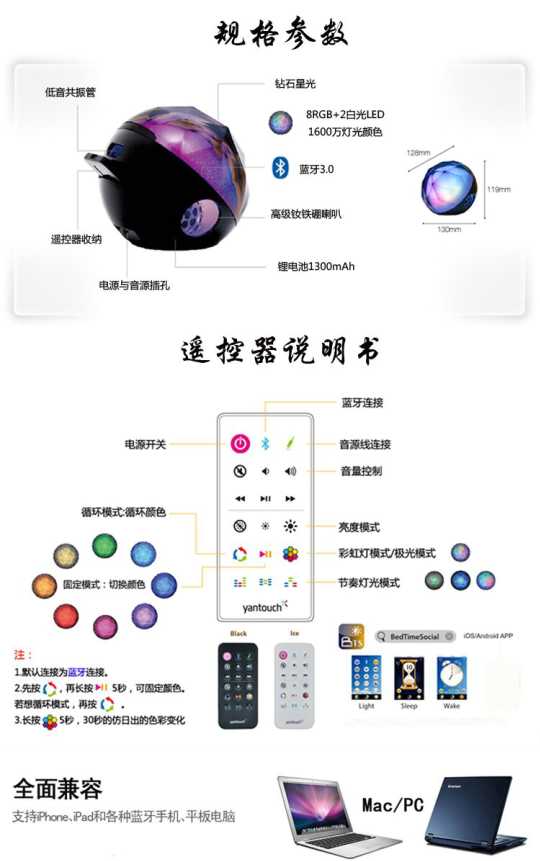 规格参数
低音共振管
钻石星光
8RGB+2白光LED
1600万灯光颜色
蓝牙3.0
128mm
119mm
130mm
高级钕铁硼喇叭
遥控器收纳
锂电池1300mAh
电源与音源插孔
遥控器说明书
蓝牙连接
电源开关
音源线连接
音量控制
循环模式:循环颜色
亮度模式
彩虹灯模式/极光模式
固定模式：切换颜色
节奏灯光模式
yantouch
Black
Ice
yantouch
yantouch
BTS
BedTimeSocial
iOS/Android APP
Light
Sleep
Wake
注：
1.默认连接为蓝牙连接。
2.先按，再长按 5秒，可固定颜色。
若想循环模式，再按 。
3.长按 5秒，30秒的仿日出的色彩变化
全面兼容
支持iPhone、iPad和各种蓝牙手机、平板电脑
Mac/PC